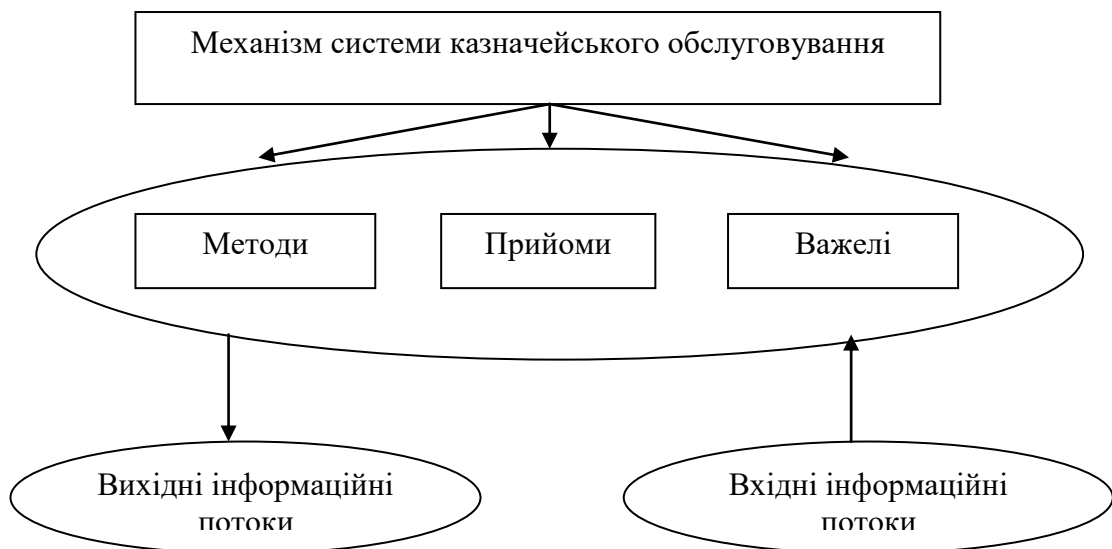 Механізм системи казначейського обслуговування
Методи
Прийоми
Важелі
Вихідні інформаційні
потоки
Вхідні інформаційні
потоки